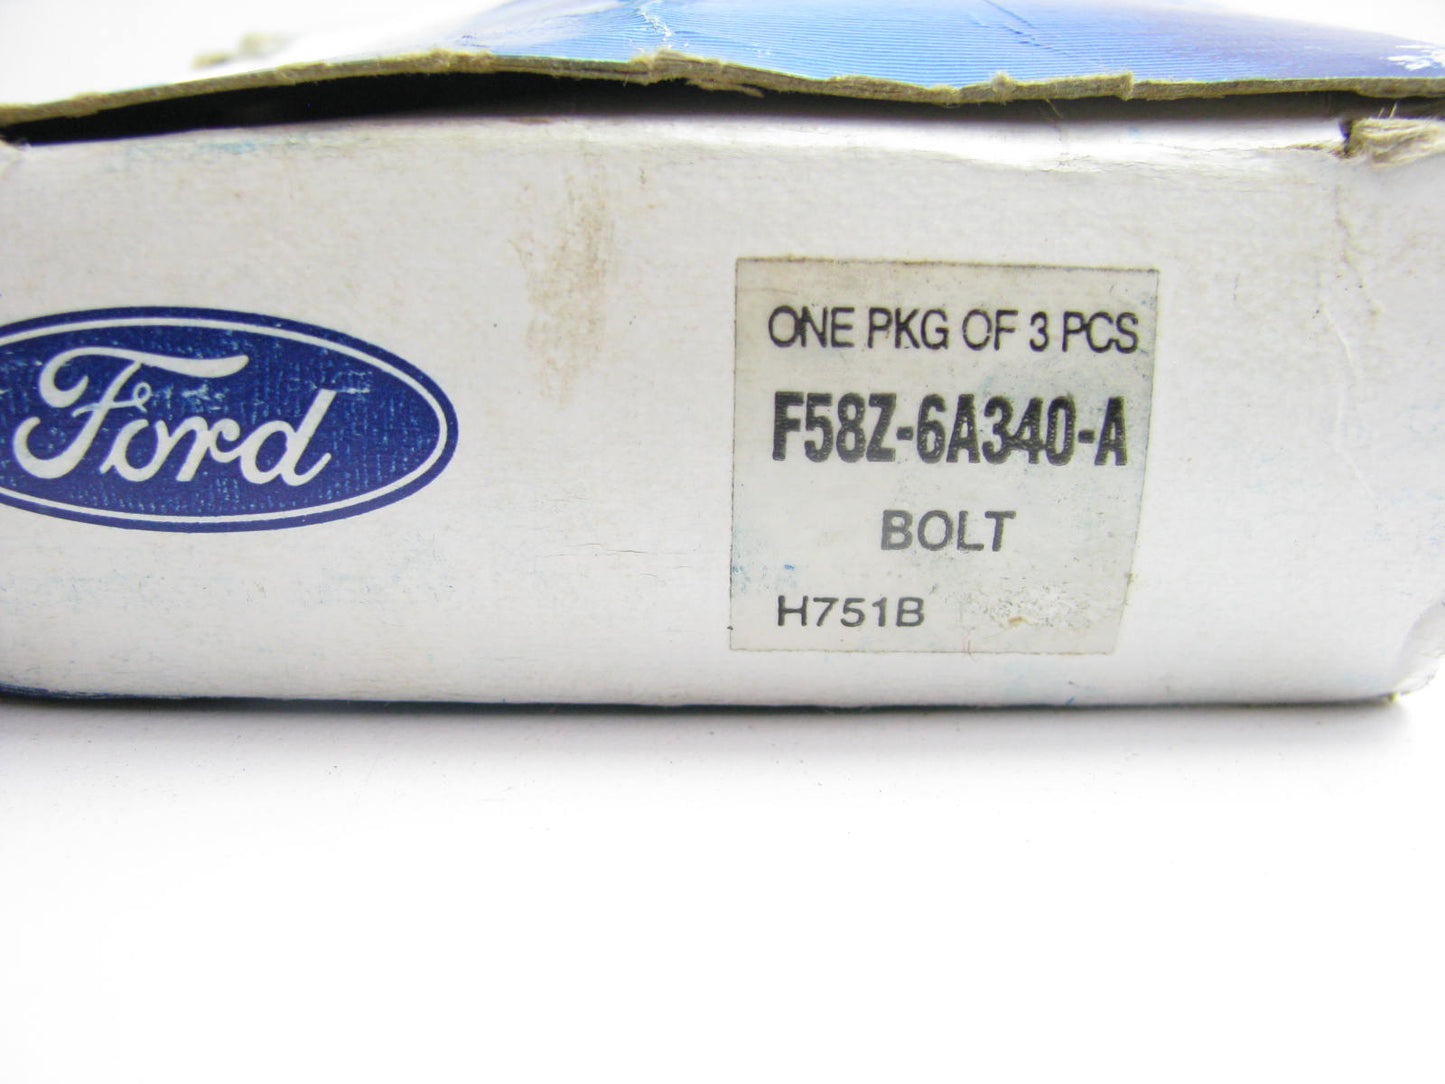 Ford
ONE PKG OF 3 PCS
F58Z-6A340-A
BOLT
H751B